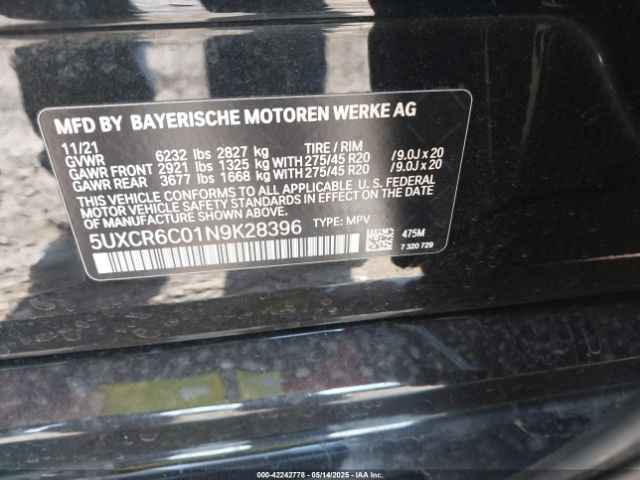 MFD BY BAYERISCHE MOTOREN WERKE AG
11/21 TIRE / RIM
GVWR 6232 lbs 2827 kg
GAWR FRONT 2921 lbs 1325 kg WITH 275/45 R20 / 9.0J x 20
GAWR REAR 3677 lbs 1668 kg WITH 275/45 R20 / 9.0J x 20
THIS VEHICLE CONFORMS TO ALL APPLICABLE U. S. FEDERAL
MOTOR VEHICLE SAFETY STANDARDS IN EFFECT ON THE DATE
OF MANUFACTURE SHOWN ABOVE.
5UXCR6C01N9K28396 TYPE: MPV
475M
7 320 729
000-42242778 - 05/14/2025 - IAA Inc.